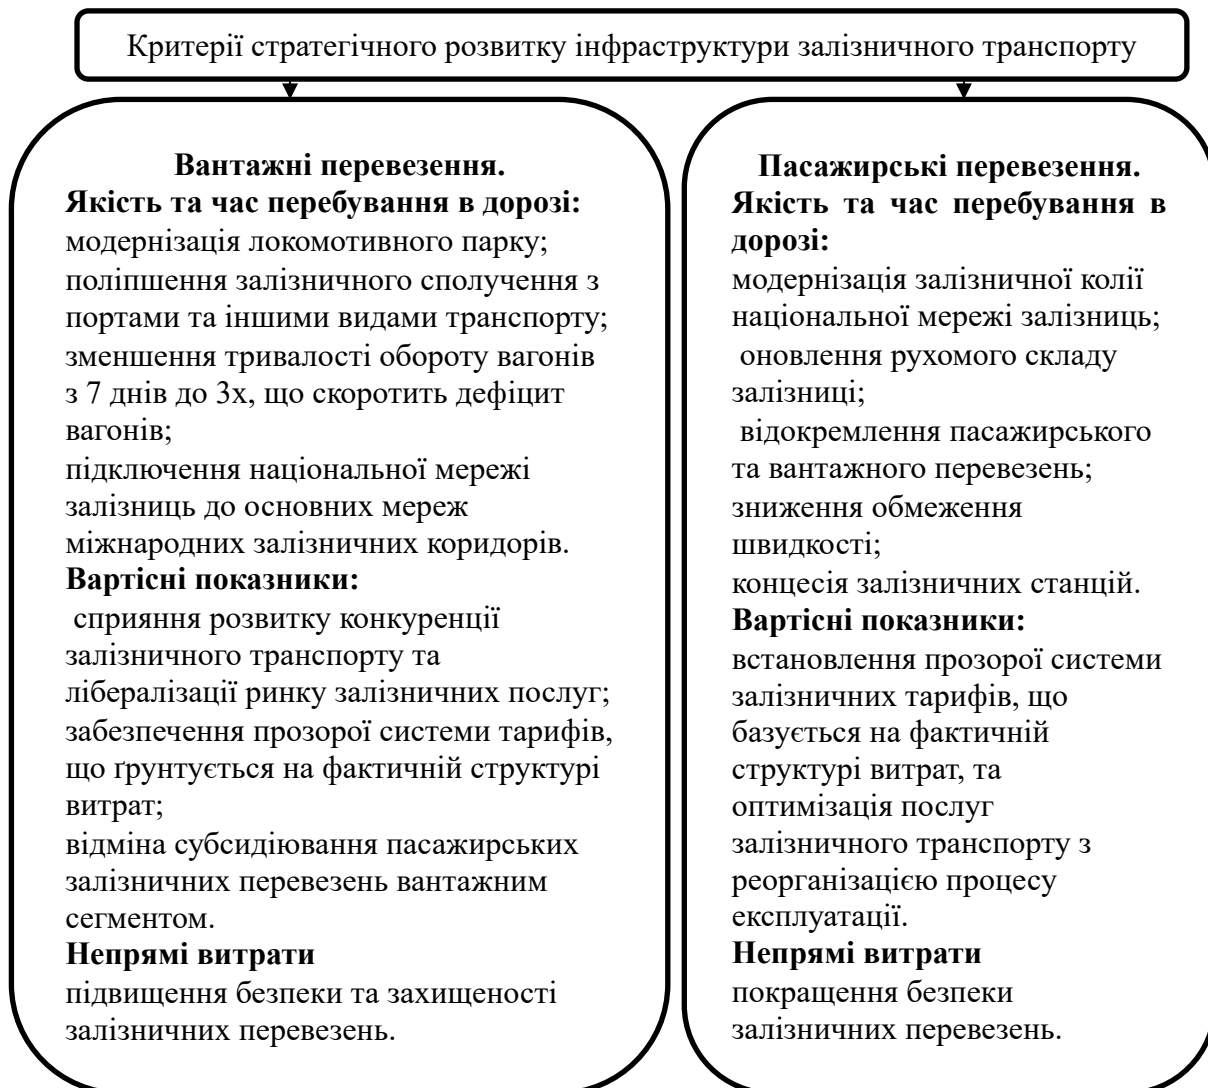 Критерії стратегічного розвитку інфраструктури залізничного транспорту
Вантажні перевезення.
Якість та час перебування в дорозі:
модернізація локомотивного парку;
поліпшення залізничного сполучення з
портами та іншими видами транспорту;
зменшення тривалості обороту вагонів
з 7 днів до 3х, що скоротить дефіцит
вагонів;
підключення національної мережі
залізниць до основних мереж
міжнародних залізничних коридорів.
Вартісні показники:
сприяння розвитку конкуренції
залізничного транспорту та
лібералізації ринку залізничних послуг;
забезпечення прозорої системи тарифів,
що ґрунтується на фактичній структурі
витрат;
відміна субсидіювання пасажирських
залізничних перевезень вантажним
сегментом.
Непрямі витрати
підвищення безпеки та захищеності
залізничних перевезень.
Пасажирські перевезення.
Якість та час перебування в
дорозі:
модернізація залізничної колії
національної мережі залізниць;
оновлення рухомого складу
залізниці;
відокремлення пасажирського
та вантажного перевезень;
зниження обмеження
швидкості;
концесія залізничних станцій.
Вартісні показники:
встановлення прозорої системи
залізничних тарифів, що
базується на фактичній
структурі витрат, та
оптимізація послуг
залізничного транспорту з
реорганізацією процесу
експлуатації.
Непрямі витрати
покращення безпеки
залізничних перевезень.